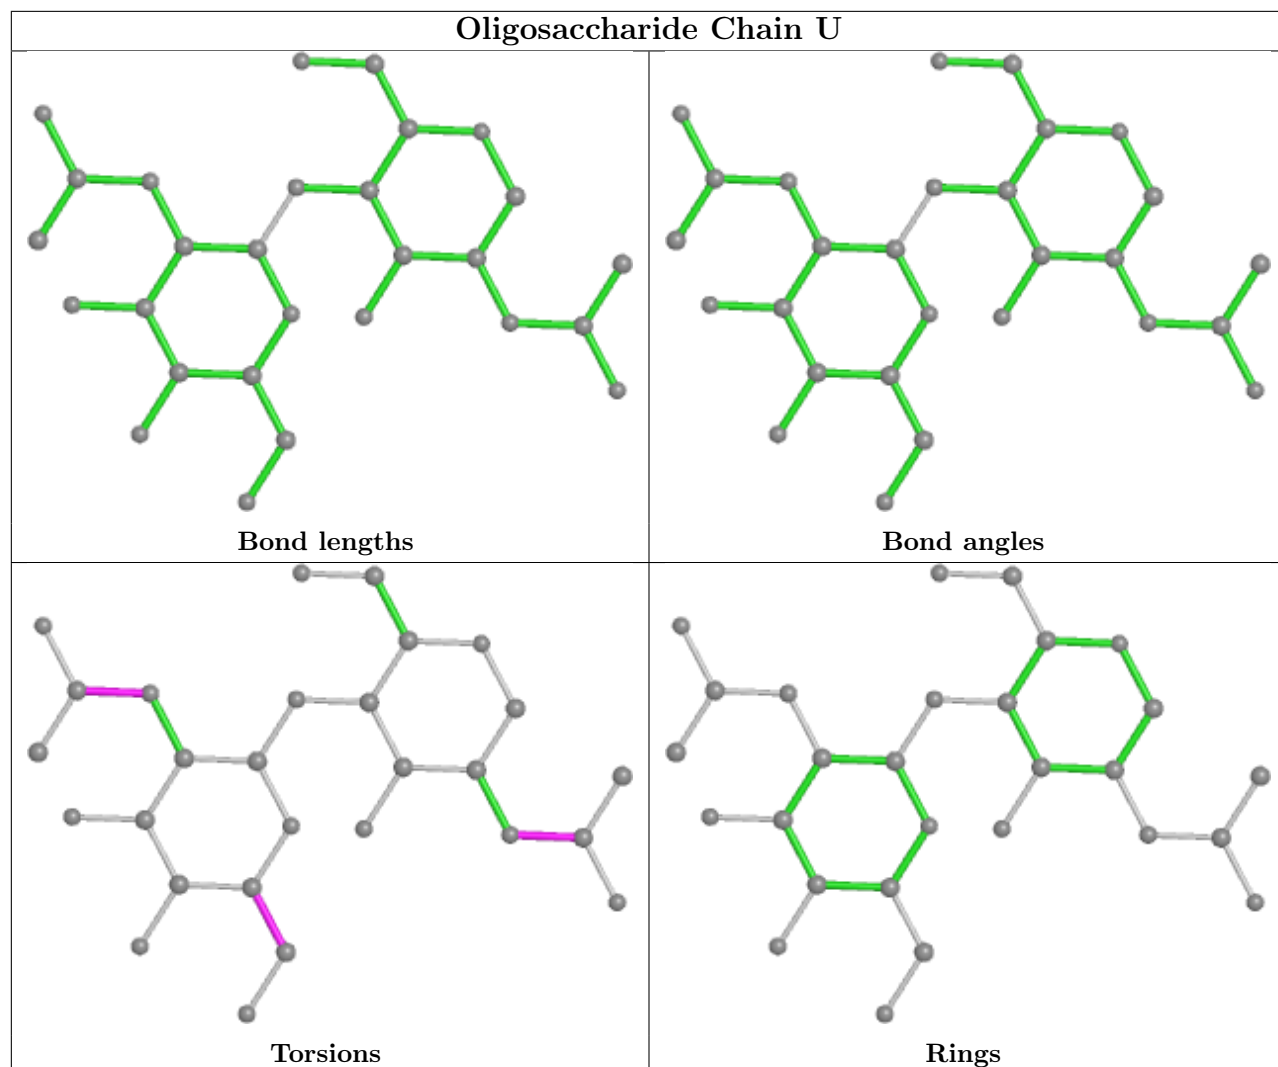 Oligosaccharide Chain U
Bond lengths
Bond angles
Torsions
Rings